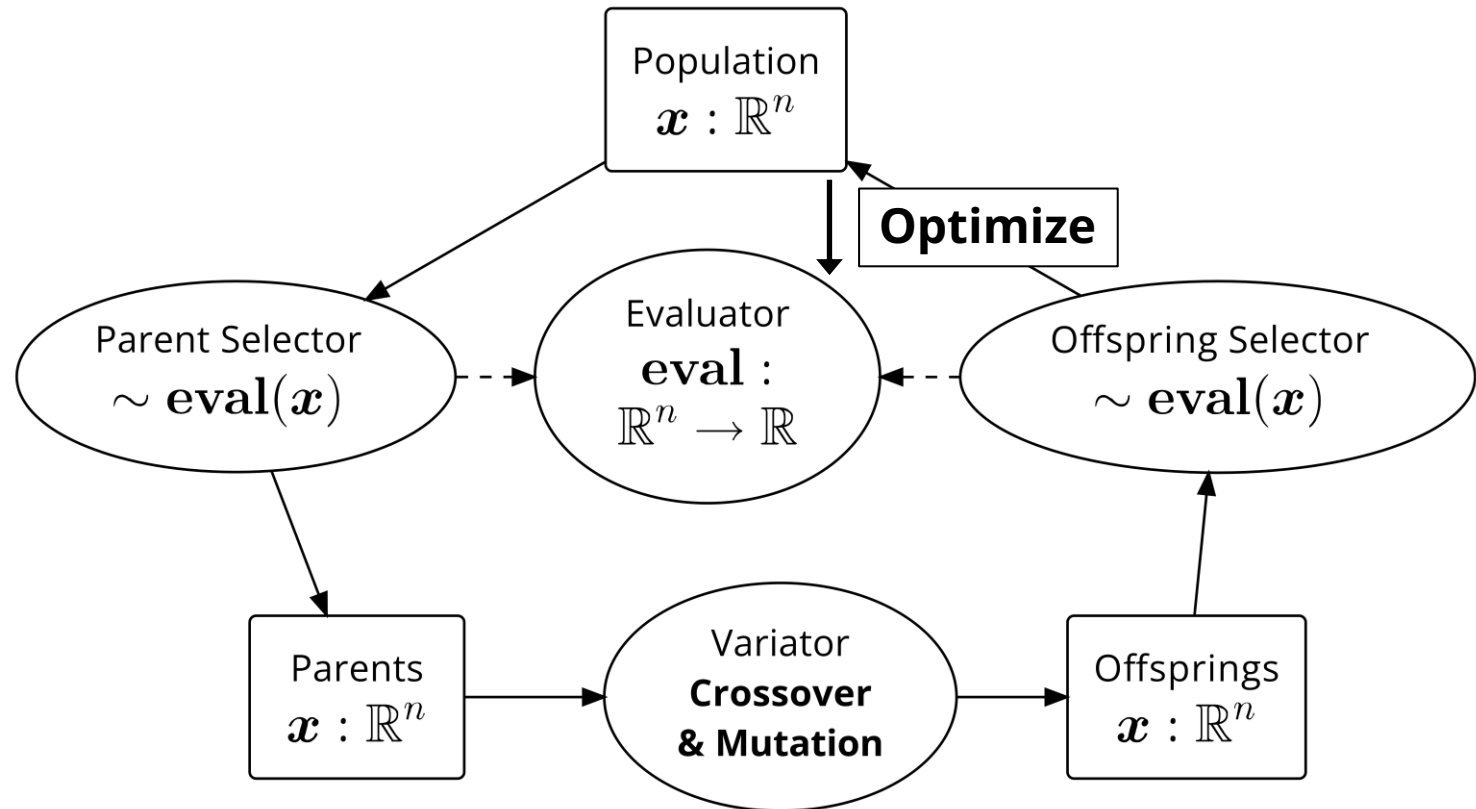 Population
x : ℝⁿ
Optimize
Parent Selector
∼ eval(x)
Evaluator
eval :
ℝⁿ → ℝ
Offspring Selector
∼ eval(x)
Parents
x : ℝⁿ
Variator
Crossover
& Mutation
Offsprings
x : ℝⁿ